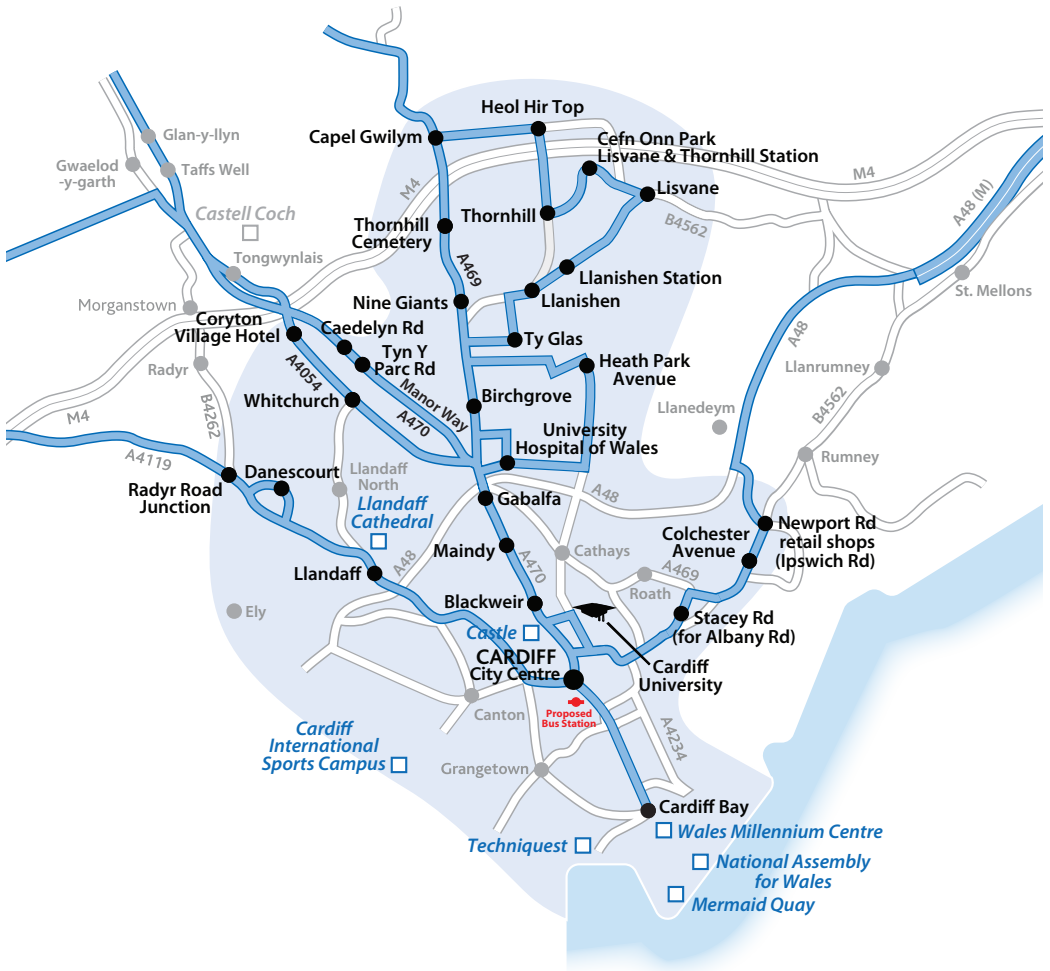 Heol Hir Top
Capel Gwilym
Cefn Onn Park
Lisvane & Thornhill Station
Glan-y-llyn
Gwaelod
-y-garth
Taffs Well
M4
M4
A48 (M)
Lisvane
Castell Coch
Thornhill
Thornhill
Cemetery
B4562
Tongwynlais
A469
Llanishen Station
St. Mellons
Morganstown
Nine Giants
Llanishen
Coryton
Village Hotel
Caedelyn Rd
Ty Glas
A48
Tyn Y
Parc Rd
Heath Park
Avenue
Radyr
A4054
Llanrumney
Whitchurch
Manor Way
Birchgrove
Llanedeym
B4562
M4
B4262
A470
University
Hospital of Wales
A4119
Rumney
Danescourt
Llandaff
North
Radyr Road
Junction
Gabalfa
A48
Llandaff
Cathedral
Newport Rd
retail shops
(Ipswich Rd)
Colchester
Avenue
Maindy
A470
Cathays
A48
Llandaff
A469
Roath
Ely
Blackweir
Stacey Rd
(for Albany Rd)
Castle
CARDIFF
City Centre
Cardiff
University
Proposed
Bus Station
Canton
Cardiff
International
Sports Campus
A4234
Grangetown
Cardiff Bay
Wales Millennium Centre
Techniquest
National Assembly
for Wales
Mermaid Quay